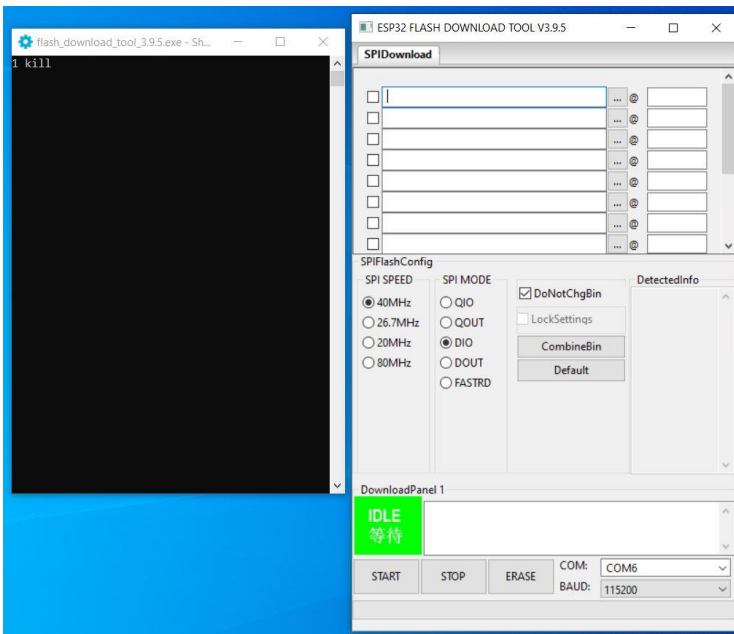 flash_download_tool_3.9.5.exe - Sh...
1 kill
ESP32 FLASH DOWNLOAD TOOL V3.9.5
SPIDownload
... @
... @
... @
... @
... @
... @
... @
... @
SPIFlashConfig
SPI SPEED
40MHz
26.7MHz
20MHz
80MHz
SPI MODE
QIO
QOUT
DIO
DOUT
FASTRD
DoNotChgBin
LockSettings
CombineBin
Default
DetectedInfo
DownloadPanel 1
IDLE
等待
START STOP ERASE
COM: COM6
BAUD: 115200